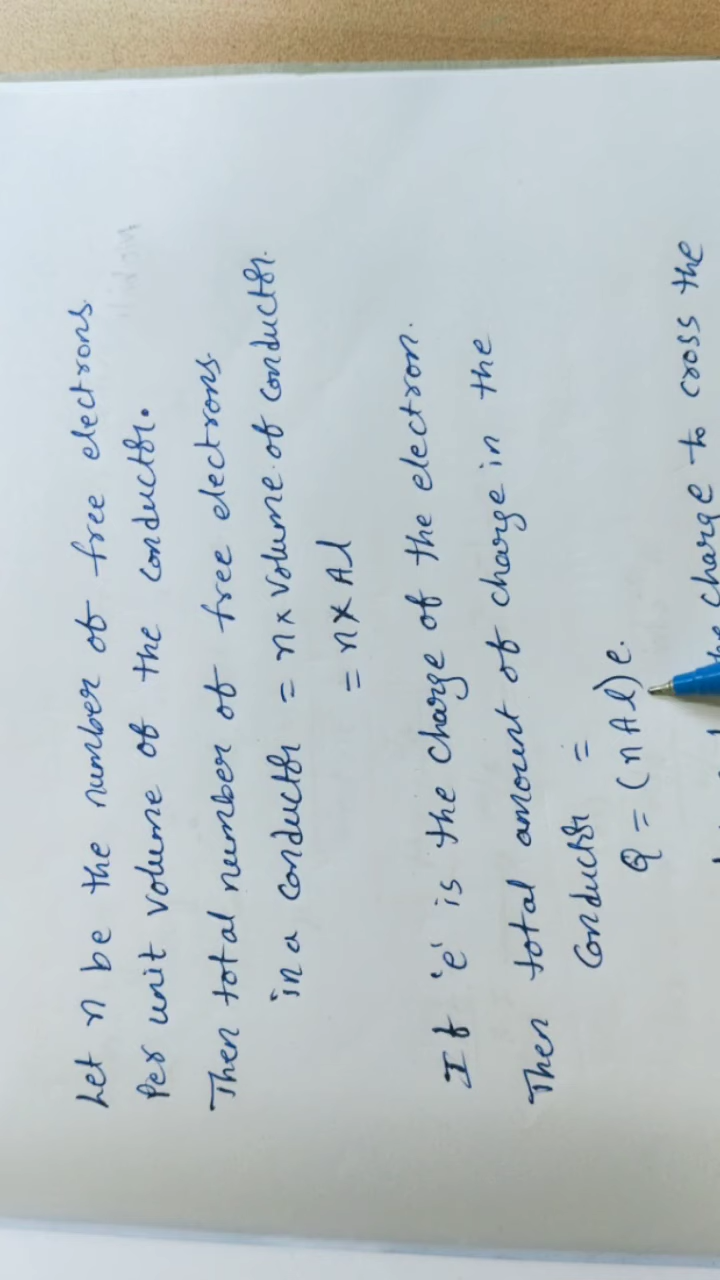 Let n be the number of free electrons
Per unit volume of the conductor.
Then total number of free electrons
in a conductor = n x volume of conductor.
= n x Al
If 'e' is the charge of the electron.
Then total amount of charge in the
Conductor =
Q = (nAl)e.
charge to cross the